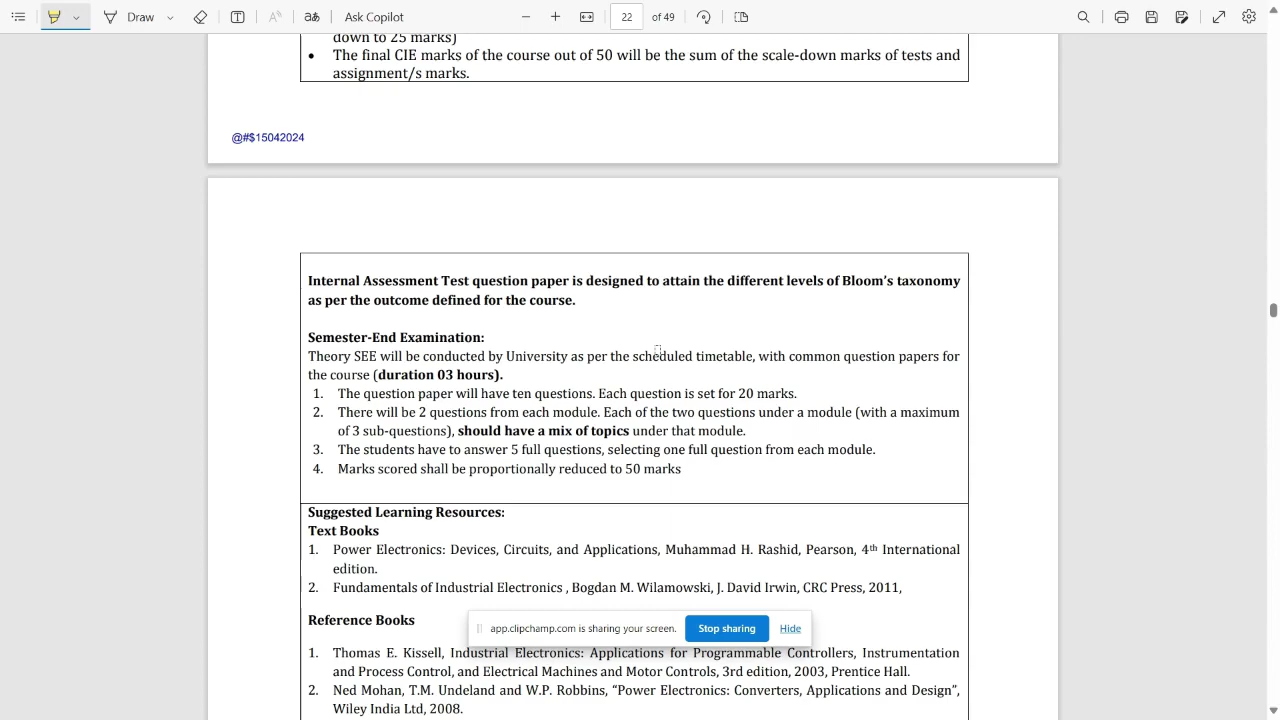 Draw
Ask Copilot
22 of 49
down to 25 marks)
• The final CIE marks of the course out of 50 will be the sum of the scale-down marks of tests and
assignment/s marks.
@#$15042024
Internal Assessment Test question paper is designed to attain the different levels of Bloom’s taxonomy
as per the outcome defined for the course.
Semester-End Examination:
Theory SEE will be conducted by University as per the scheduled timetable, with common question papers for
the course (duration 03 hours).
1. The question paper will have ten questions. Each question is set for 20 marks.
2. There will be 2 questions from each module. Each of the two questions under a module (with a maximum
of 3 sub-questions), should have a mix of topics under that module.
3. The students have to answer 5 full questions, selecting one full question from each module.
4. Marks scored shall be proportionally reduced to 50 marks
Suggested Learning Resources:
Text Books
1. Power Electronics: Devices, Circuits, and Applications, Muhammad H. Rashid, Pearson, 4th International
edition.
2. Fundamentals of Industrial Electronics , Bogdan M. Wilamowski, J. David Irwin, CRC Press, 2011,
Reference Books
app.clipchamp.com is sharing your screen. Stop sharing Hide
1. Thomas E. Kissell, Industrial Electronics: Applications for Programmable Controllers, Instrumentation
and Process Control, and Electrical Machines and Motor Controls, 3rd edition, 2003, Prentice Hall.
2. Ned Mohan, T.M. Undeland and W.P. Robbins, “Power Electronics: Converters, Applications and Design”,
Wiley India Ltd, 2008.